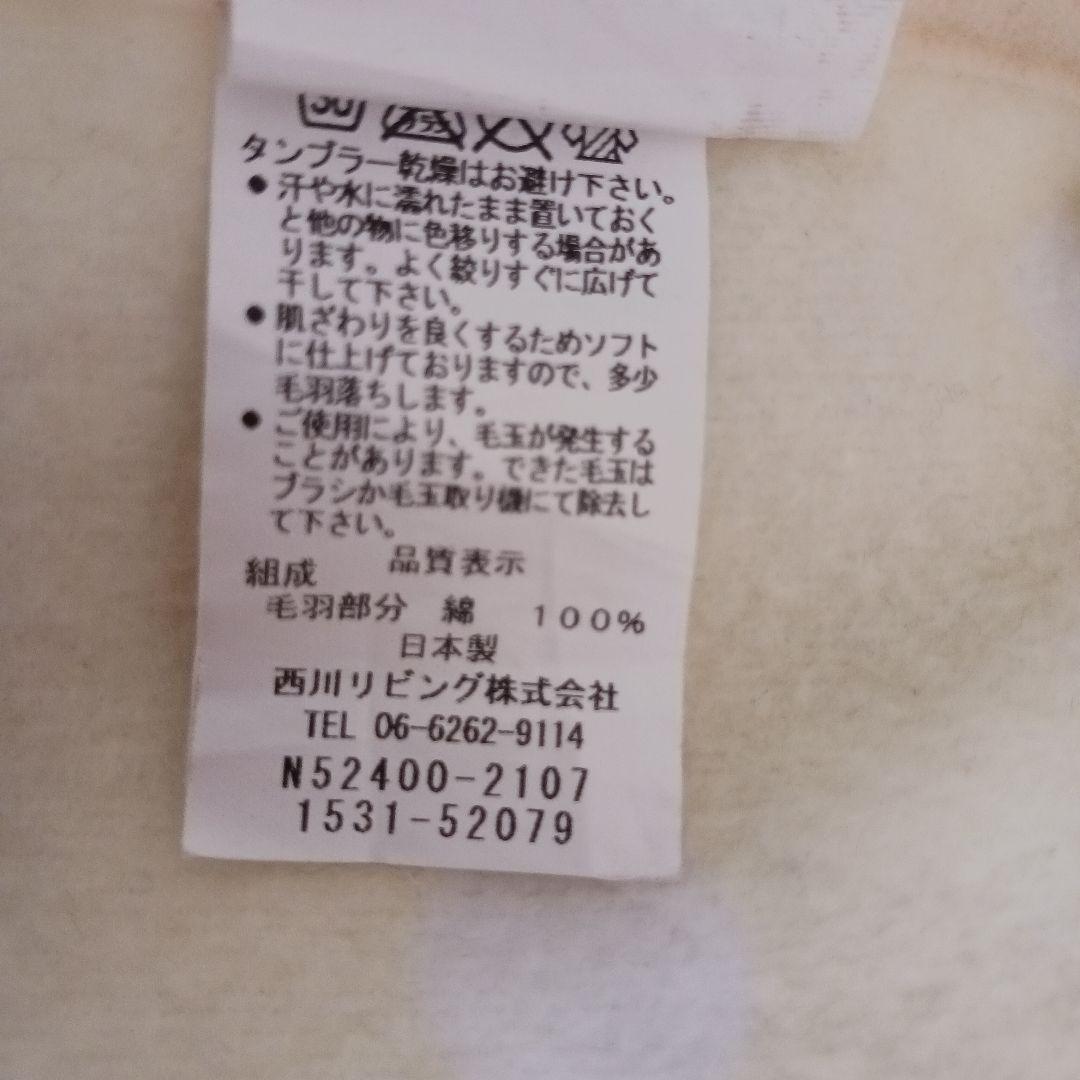 30
タンブラー乾燥はお避け下さい。
● 汗や水に濡れたまま置いておく
と他の物に色移りする場合があ
ります。よく絞りすぐに広げて
干して下さい。
● 肌ざわりを良くするためソフト
に仕上げておりますので、多少
毛羽落ちします。
● ご使用により、毛玉が発生する
ことがあります。できた毛玉は
ブラシか毛玉取り機にて除去し
て下さい。
品質表示
組成
毛羽部分 綿 100%
日本製
西川リビング株式会社
TEL 06-6262-9114
N52400-2107
1531-52079